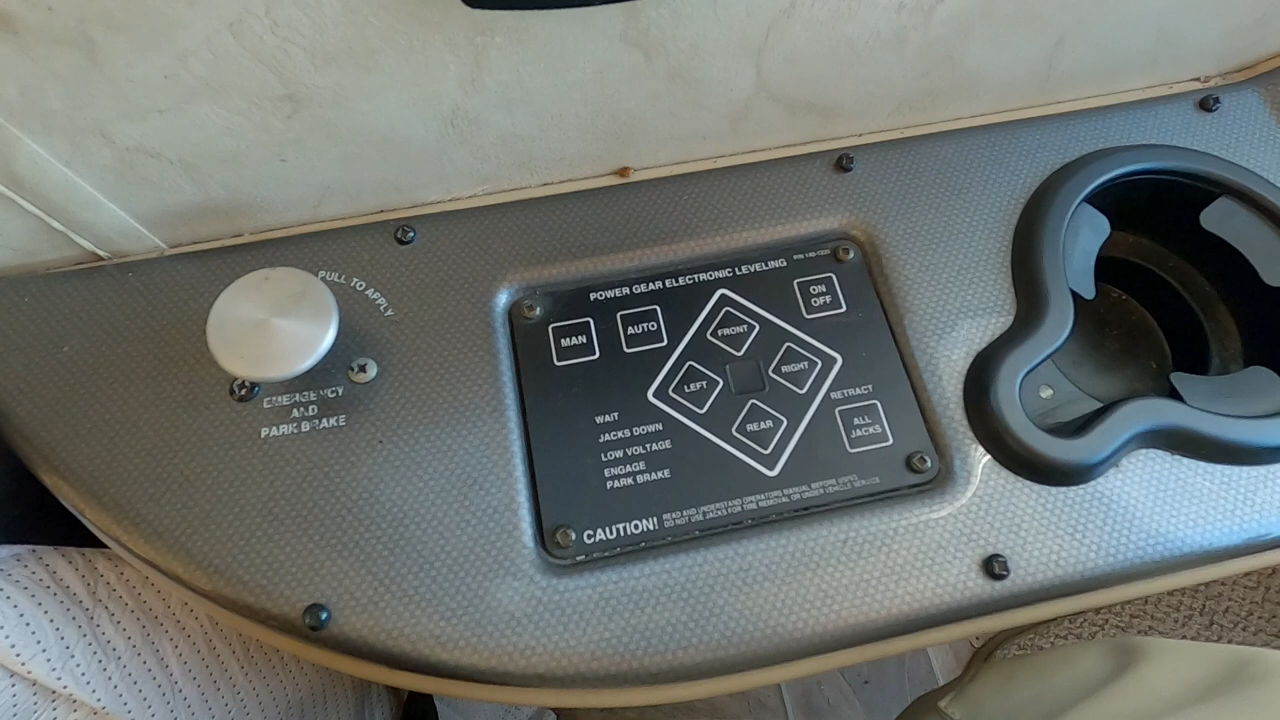 PULL TO APPLY
EMERGENCY
AND
PARK BRAKE
POWER GEAR ELECTRONIC LEVELING
MAN
AUTO
ON
OFF
FRONT
LEFT
RIGHT
REAR
RETRACT
ALL
JACKS
WAIT
JACKS DOWN
LOW VOLTAGE
ENGAGE
PARK BRAKE
CAUTION!
READ AND UNDERSTAND OPERATORS MANUAL BEFORE USING.
DO NOT USE JACKS FOR TIRE REMOVAL OR UNDER VEHICLE SERVICE